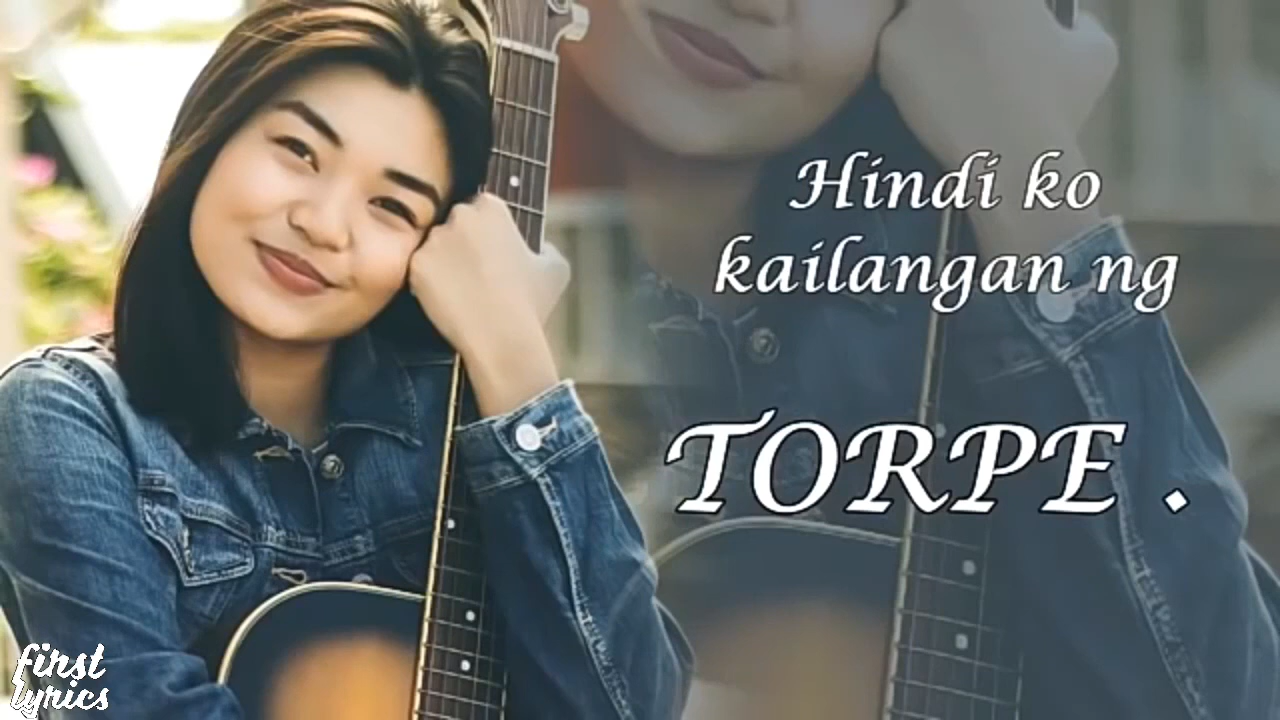 Hindi ko
kailangan ng
TORPE .
first
lyrics